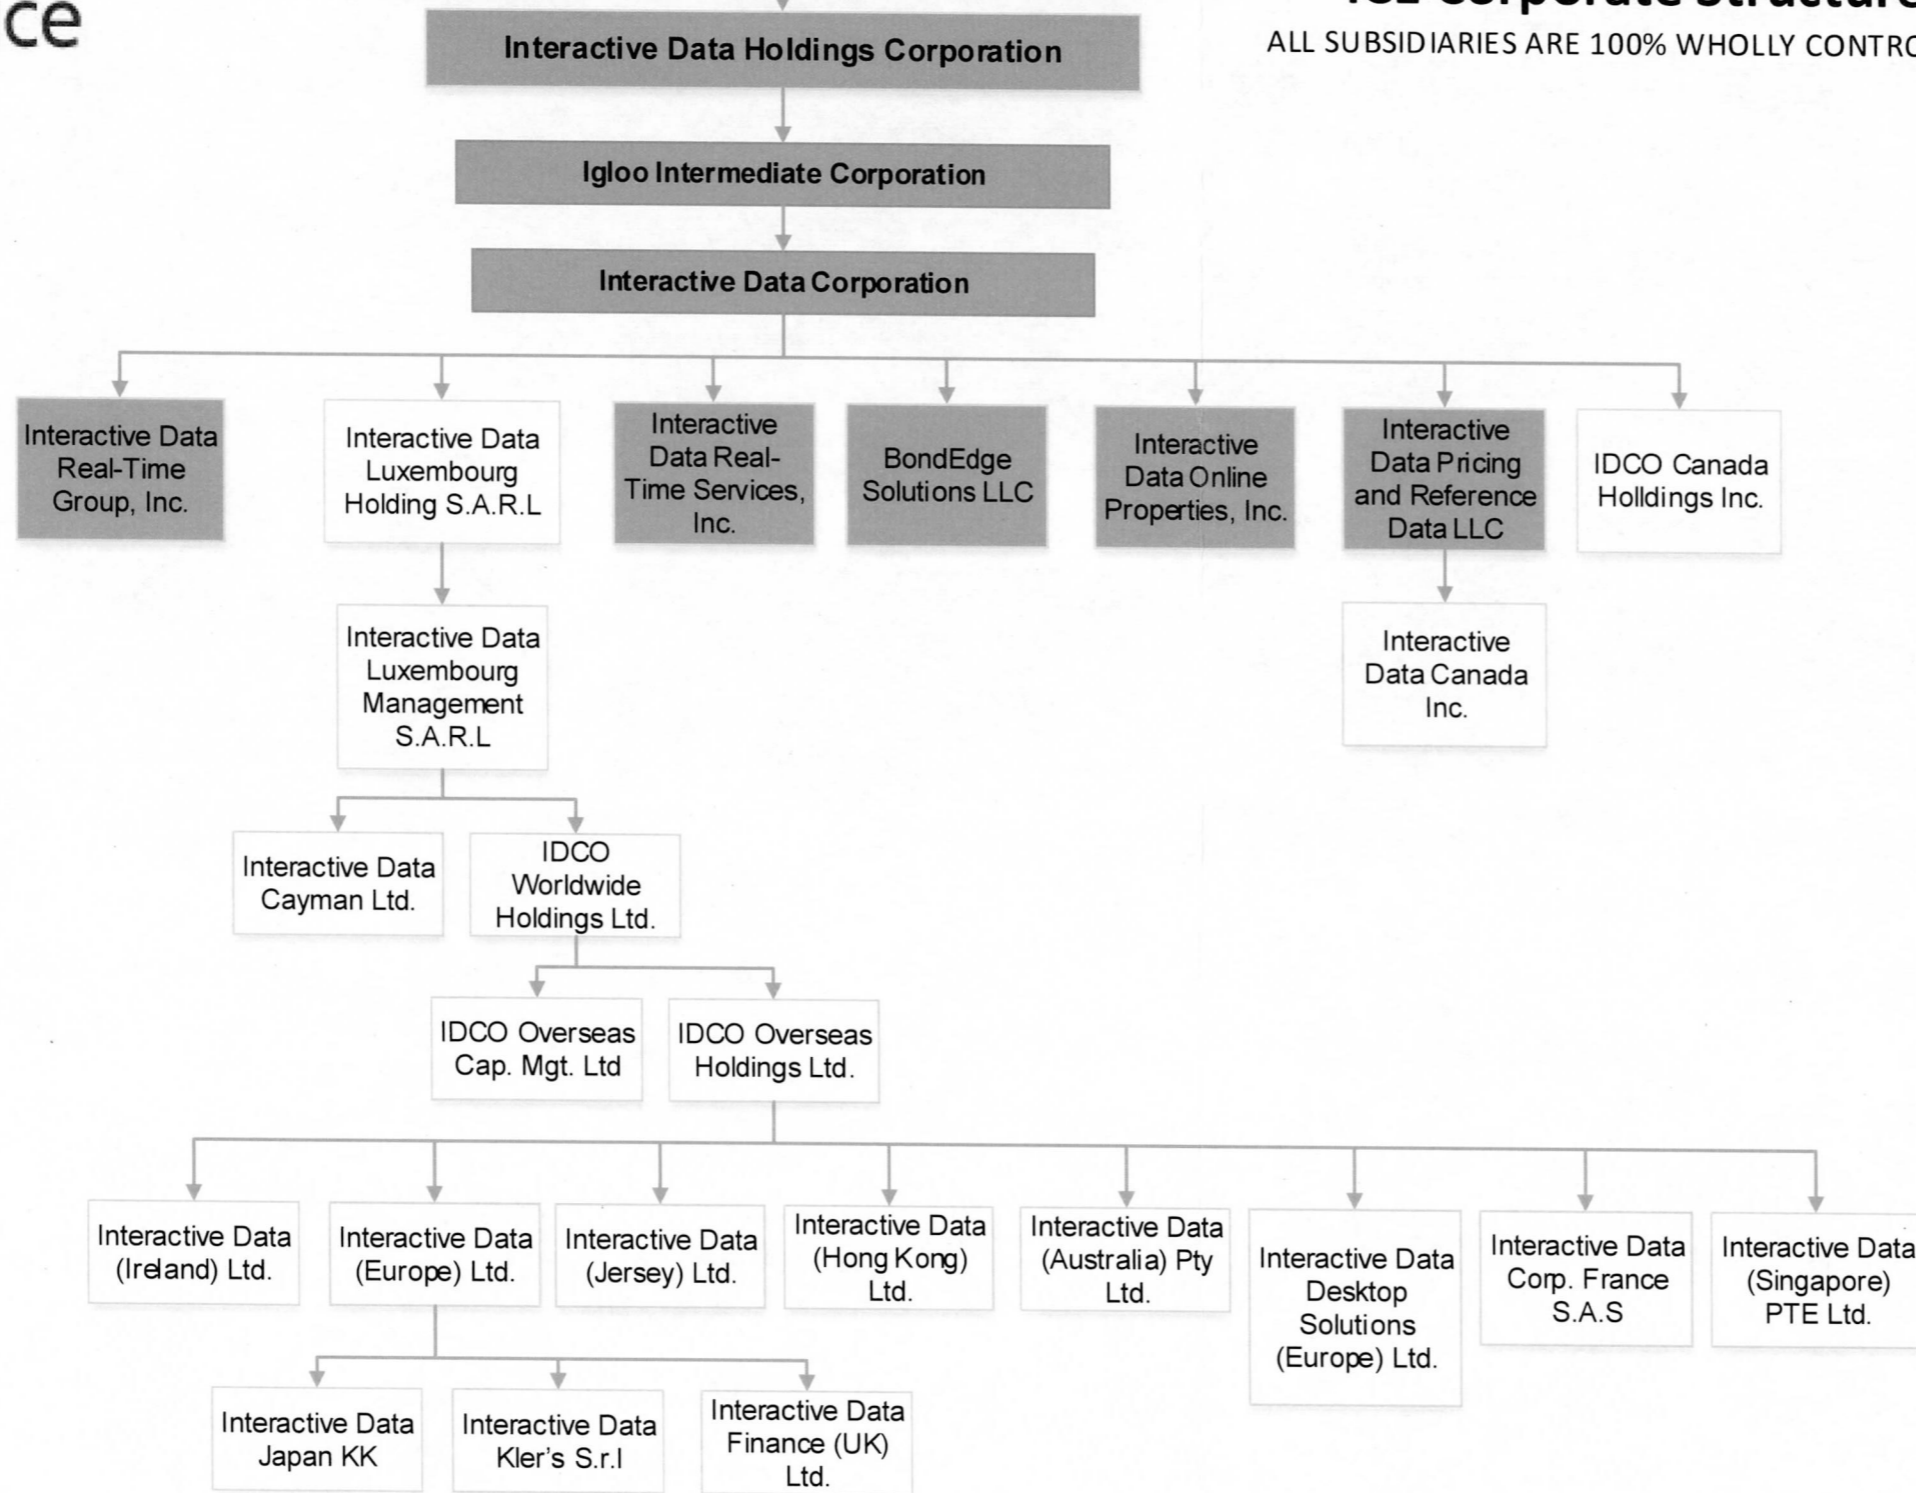 ce
Corporate Structure
ALL SUBSIDIARIES ARE 100% WHOLLY
Interactive Data Holdings Corporation
Igloo Intermediate Corporation
Interactive Data Corporation
Interactive Data
Real-Time
Group, Inc.
Interactive Data
Luxembourg
Holding S.A.R.L
Interactive
Data Real-
Time Services,
Inc.
BondEdge
Solutions LLC
Interactive
Data Online
Properties, Inc.
Interactive
Data Pricing
and Reference
Data LLC
IDCO Canada
Holldings Inc.
Interactive Data
Luxembourg
Management
S.A.R.L
Interactive
Data Canada
Inc.
Interactive Data
Cayman Ltd.
IDCO
Worldwide
Holdings Ltd.
IDCO Overseas
Cap. Mgt. Ltd
IDCO Overseas
Holdings Ltd.
Interactive Data
(Ireland) Ltd.
Interactive Data
(Europe) Ltd.
Interactive Data
(Jersey) Ltd.
Interactive Data
(Hong Kong)
Ltd.
Interactive Data
(Australia) Pty
Ltd.
Interactive Data
Desktop
Solutions
(Europe) Ltd.
Interactive Data
Corp. France
S.A.S
Interactive Data
(Singapore)
PTE Ltd.
Interactive Data
Japan KK
Interactive Data
Kler's S.r.l
Interactive Data
Finance (UK)
Ltd.